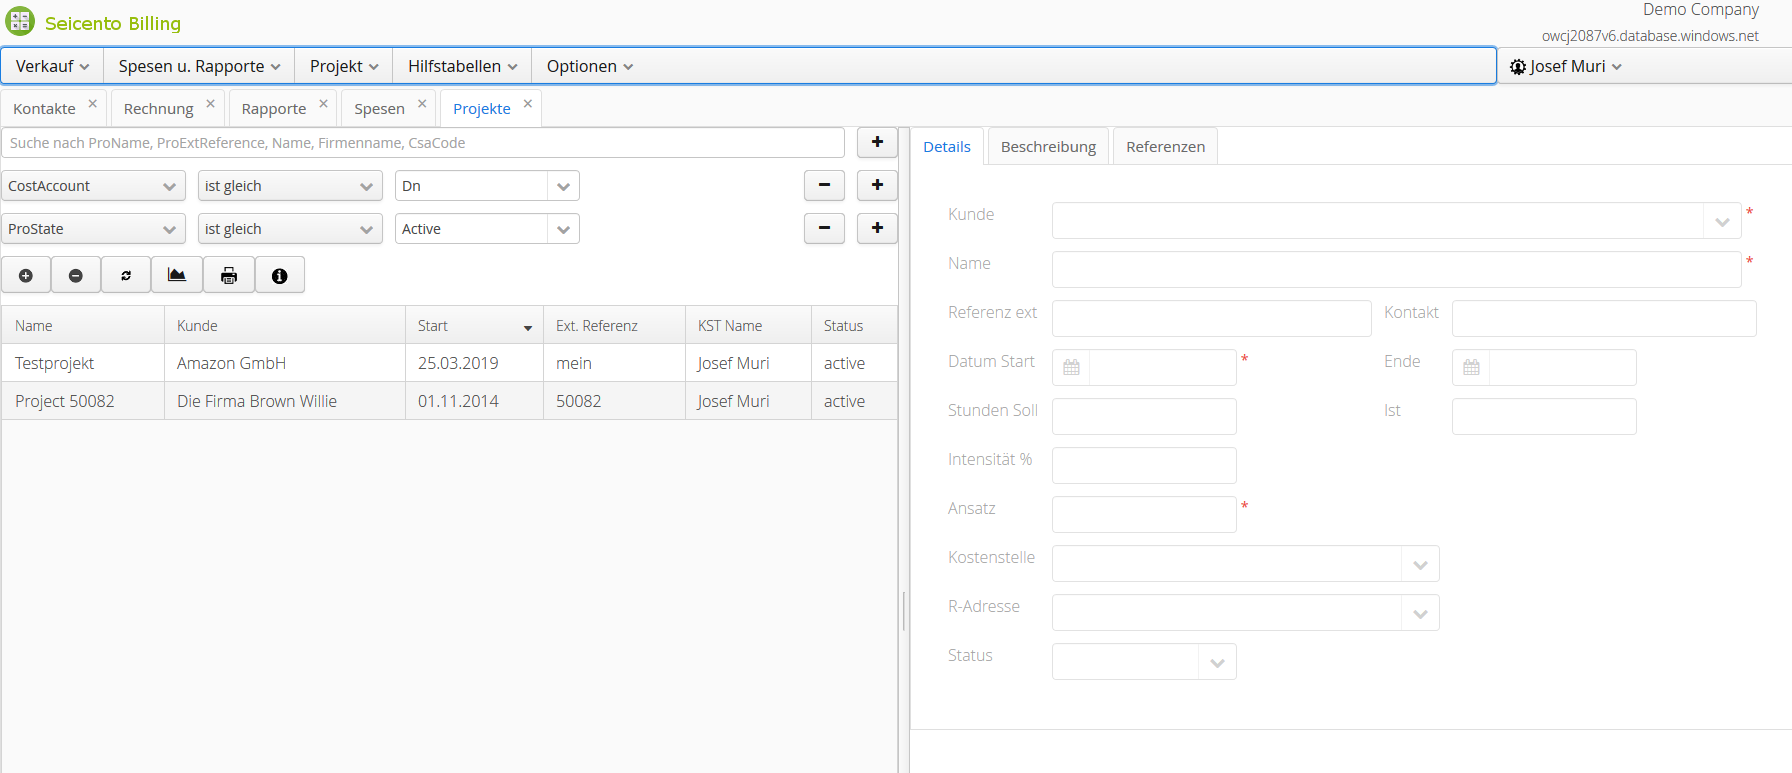 Seicento Billing
Demo Company
owcj2087v6.database.windows.net
Verkauf Spesen u. Rapporte Projekt Hilfstabellen Optionen Josef Muri
Kontakte Rechnung Rapporte Spesen Projekte
Suche nach ProName, ProExtReference, Name, Firmenname, CsaCode
CostAccount ist gleich Dn
ProState ist gleich Active
Name Kunde Start Ext. Referenz KST Name Status
Testprojekt Amazon GmbH 25.03.2019 mein Josef Muri active
Project 50082 Die Firma Brown Willie 01.11.2014 50082 Josef Muri active
Details Beschreibung Referenzen
Kunde *
Name *
Referenz ext Kontakt
Datum Start * Ende
Stunden Soll Ist
Intensität %
Ansatz *
Kostenstelle
R-Adresse
Status